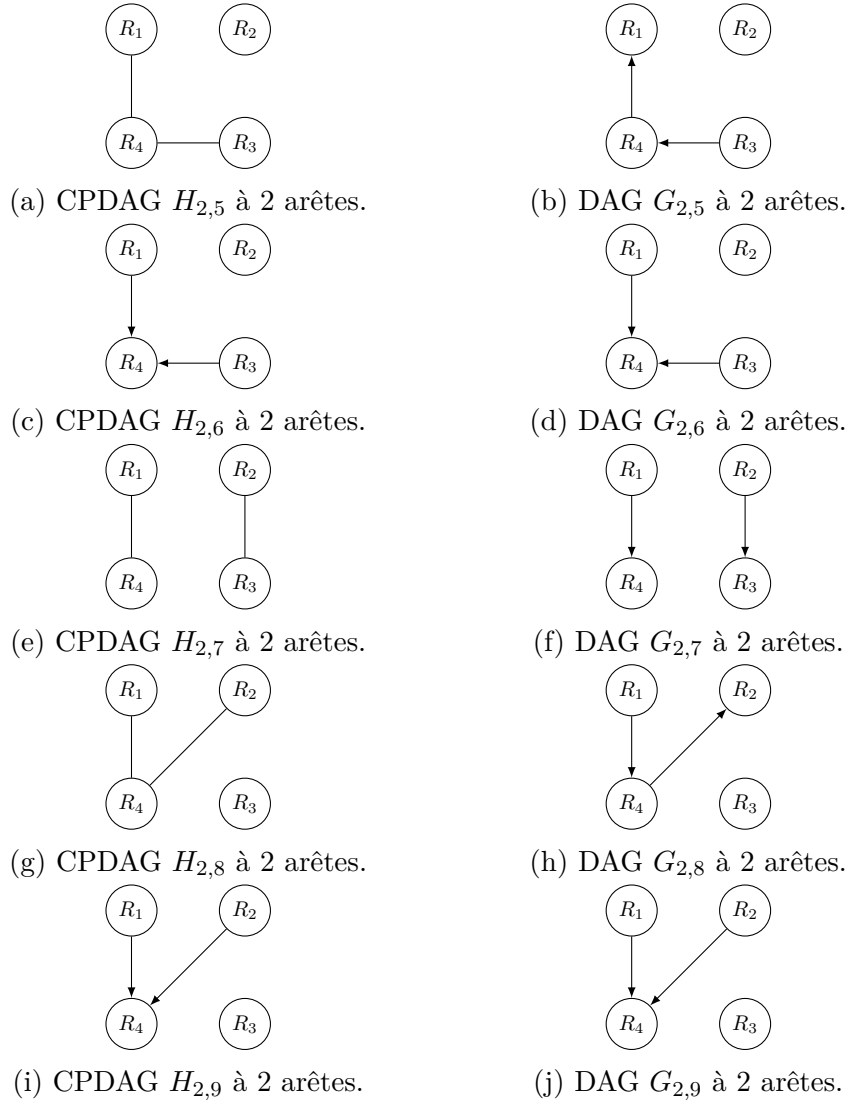 R1 R2 R1 R2
R4 R3 R4 R3
(a) CPDAG H2,5 à 2 arêtes. (b) DAG G2,5 à 2 arêtes.
R1 R2 R1 R2
R4 R3 R4 R3
(c) CPDAG H2,6 à 2 arêtes. (d) DAG G2,6 à 2 arêtes.
R1 R2 R1 R2
R4 R3 R4 R3
(e) CPDAG H2,7 à 2 arêtes. (f) DAG G2,7 à 2 arêtes.
R1 R2 R1 R2
R4 R3 R4 R3
(g) CPDAG H2,8 à 2 arêtes. (h) DAG G2,8 à 2 arêtes.
R1 R2 R1 R2
R4 R3 R4 R3
(i) CPDAG H2,9 à 2 arêtes. (j) DAG G2,9 à 2 arêtes.